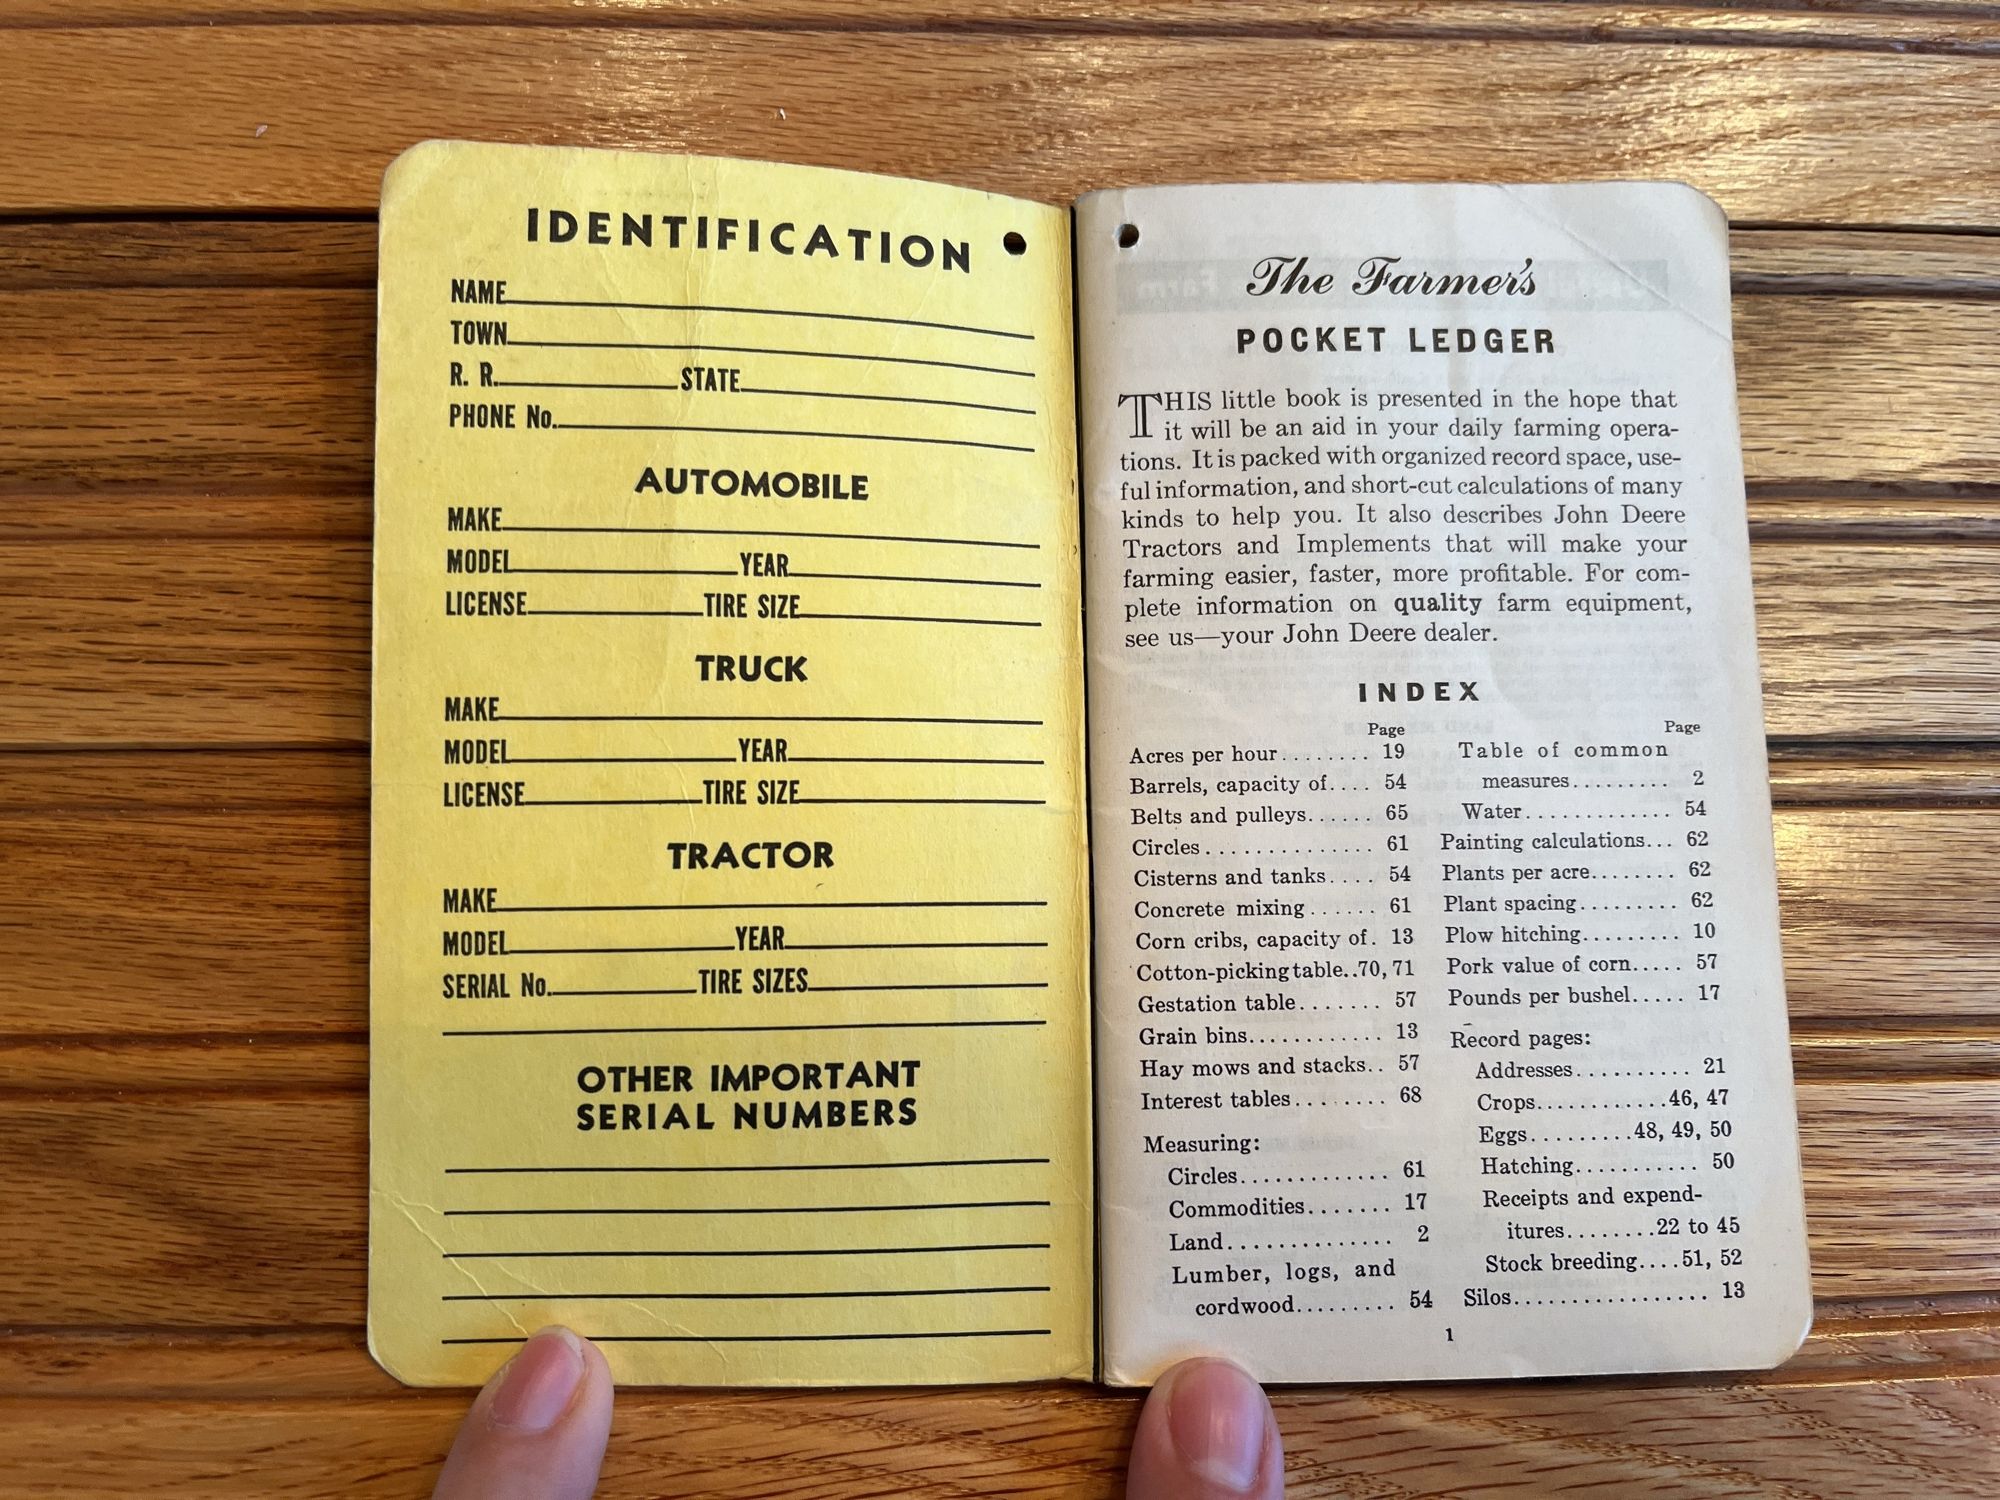 IDENTIFICATION
NAME
TOWN
R. R. STATE
PHONE No.
AUTOMOBILE
MAKE
MODEL YEAR
LICENSE TIRE SIZE
TRUCK
MAKE
MODEL YEAR
LICENSE TIRE SIZE
TRACTOR
MAKE
MODEL YEAR
SERIAL No. TIRE SIZES
OTHER IMPORTANT
SERIAL NUMBERS
The Farmer's
POCKET LEDGER
THIS little book is presented in the hope that
it will be an aid in your daily farming opera-
tions. It is packed with organized record space, use-
ful information, and short-cut calculations of many
kinds to help you. It also describes John Deere
Tractors and Implements that will make your
farming easier, faster, more profitable. For com-
plete information on quality farm equipment,
see us—your John Deere dealer.
INDEX
Page
Acres per hour........ 19
Barrels, capacity of.... 54
Belts and pulleys...... 65
Circles.............. 61
Cisterns and tanks.... 54
Concrete mixing...... 61
Corn cribs, capacity of. 13
Cotton-picking table..70, 71
Gestation table....... 57
Grain bins............ 13
Hay mows and stacks.. 57
Interest tables........ 68
Measuring:
Circles............. 61
Commodities....... 17
Land.............. 2
Lumber, logs, and
cordwood......... 54
Page
Table of common
measures......... 2
Water............. 54
Painting calculations... 62
Plants per acre........ 62
Plant spacing......... 62
Plow hitching......... 10
Pork value of corn..... 57
Pounds per bushel..... 17
Record pages:
Addresses.......... 21
Crops............46, 47
Eggs.........48, 49, 50
Hatching........... 50
Receipts and expend-
itures........22 to 45
Stock breeding....51, 52
Silos................. 13
1